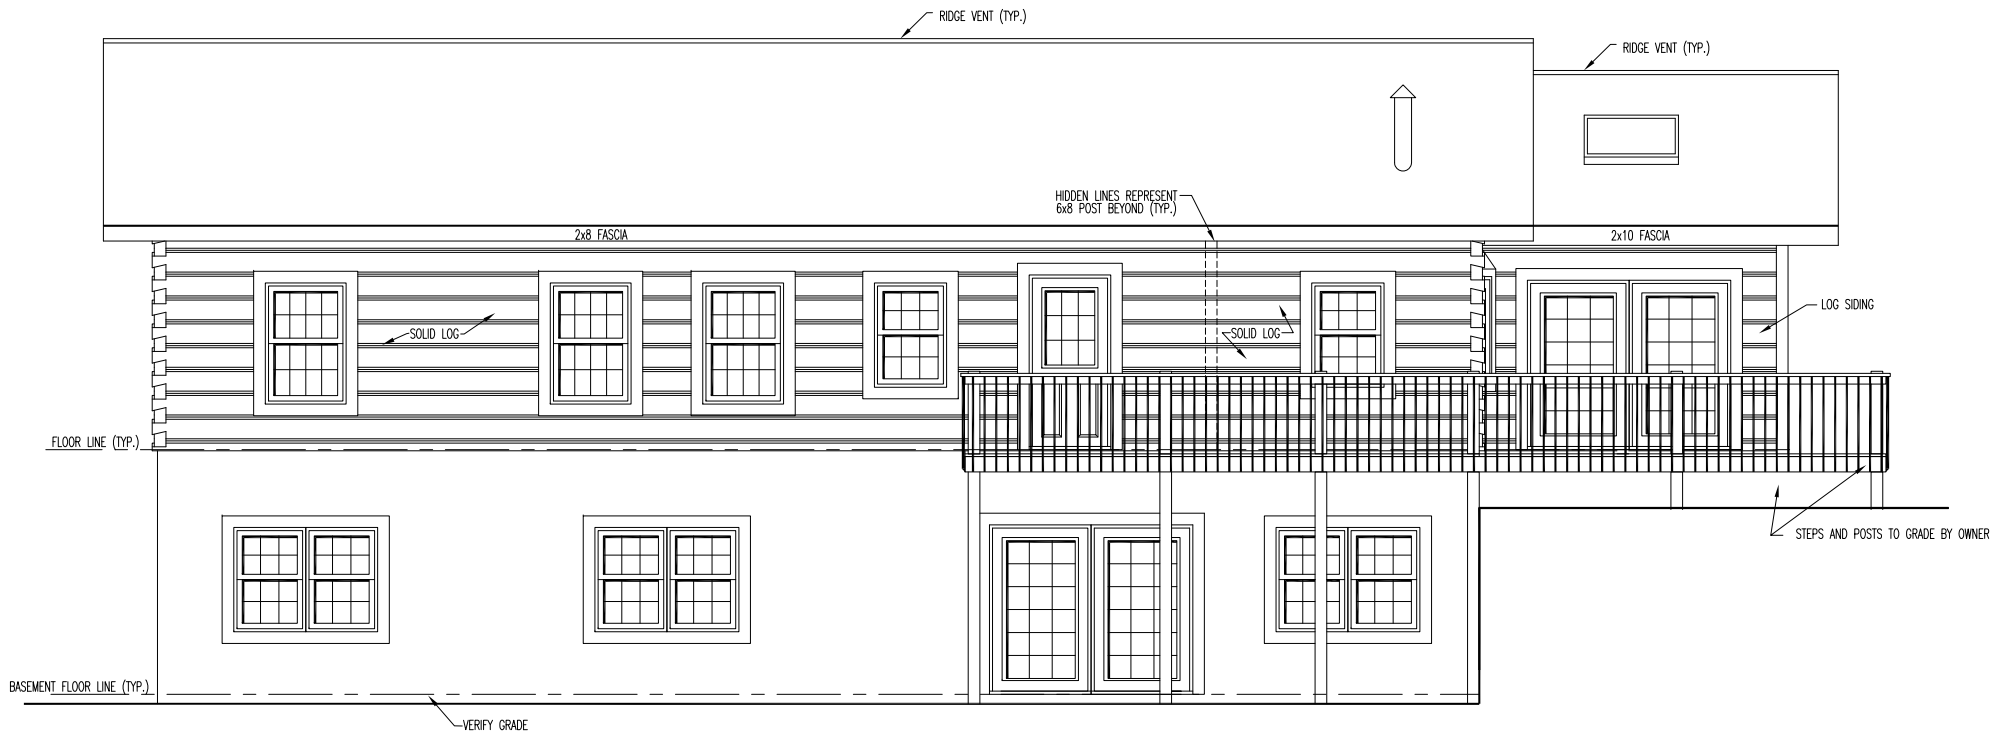 RIDGE VENT (TYP.)
RIDGE VENT (TYP.)
HIDDEN LINES REPRESENT
6x8 POST BEYOND (TYP.)
2x8 FASCIA
2x10 FASCIA
LOG SIDING
SOLID LOG
SOLID LOG
FLOOR LINE (TYP.)
STEPS AND POSTS TO GRADE BY OWNER
BASEMENT FLOOR LINE (TYP.)
VERIFY GRADE